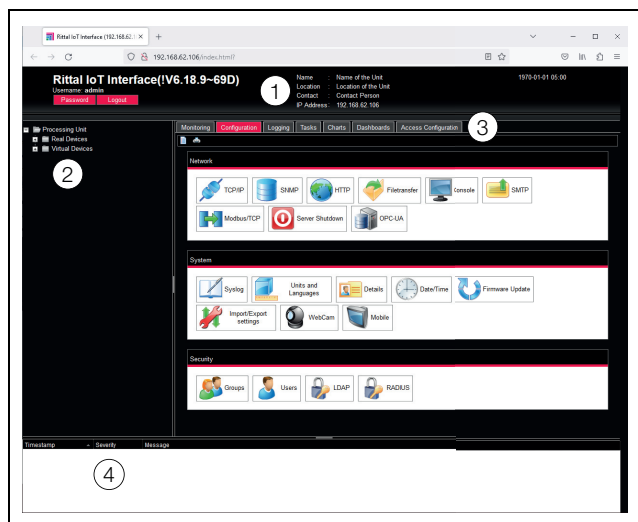 Rittal IoT Interface (192.168.62.1
192.168.62.106/index.html?
Rittal IoT Interface(!V6.18.9~69D)
Username: admin
Password Logout
1
Name : Name of the Unit
Location : Location of the Unit
Contact : Contact Person
IP Address: 192.168.62.106
1970-01-01 05:00
Processing Unit
Real Devices
Virtual Devices
2
Monitoring Configuration Logging Tasks Charts Dashboards Access Configuratin
3
Network
TCP/IP SNMP HTTP Filetransfer Console SMTP
Modbus/TCP Server Shutdown OPC-UA
System
Syslog Units and Languages Details Date/Time Firmware Update
Import/Export settings WebCam Mobile
Security
Groups Users LDAP RADIUS
Timestamp Severity Message
4